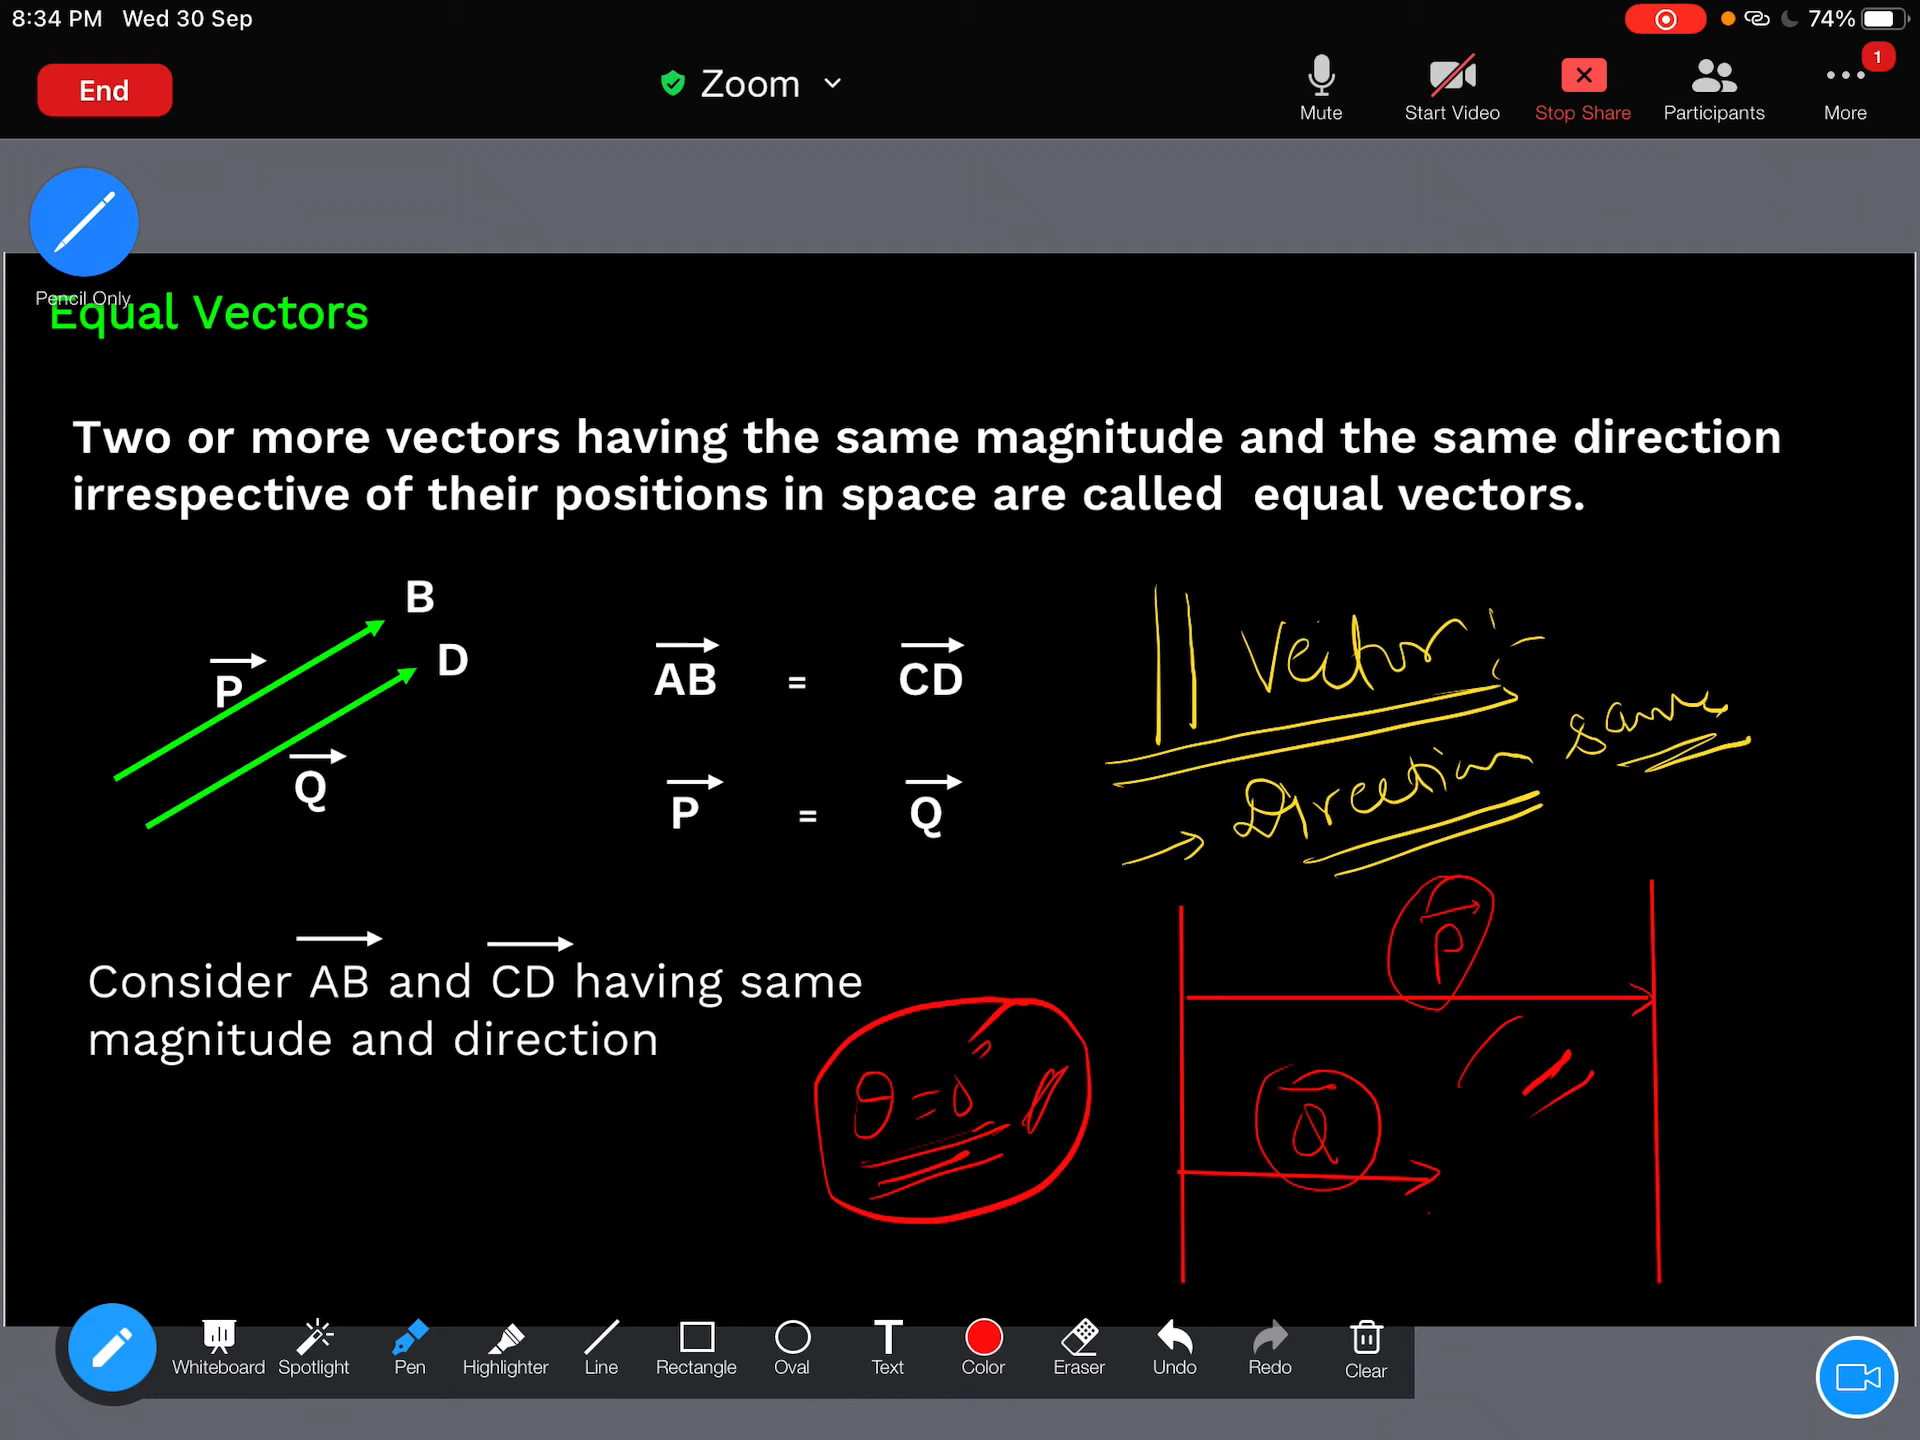 8:34 PM Wed 30 Sep
74%
End
Zoom
Mute
Start Video
Stop Share
Participants
More
1
Pencil Only
Equal Vectors
Two or more vectors having the same magnitude and the same direction
irrespective of their positions in space are called equal vectors.
B
D
P
Q
AB = CD
P = Q
|| Vector :-
→ Direction same
Consider AB and CD having same
magnitude and direction
P
θ = 0
Q
Whiteboard
Spotlight
Pen
Highlighter
Line
Rectangle
Oval
T
Text
Color
Eraser
Undo
Redo
Clear